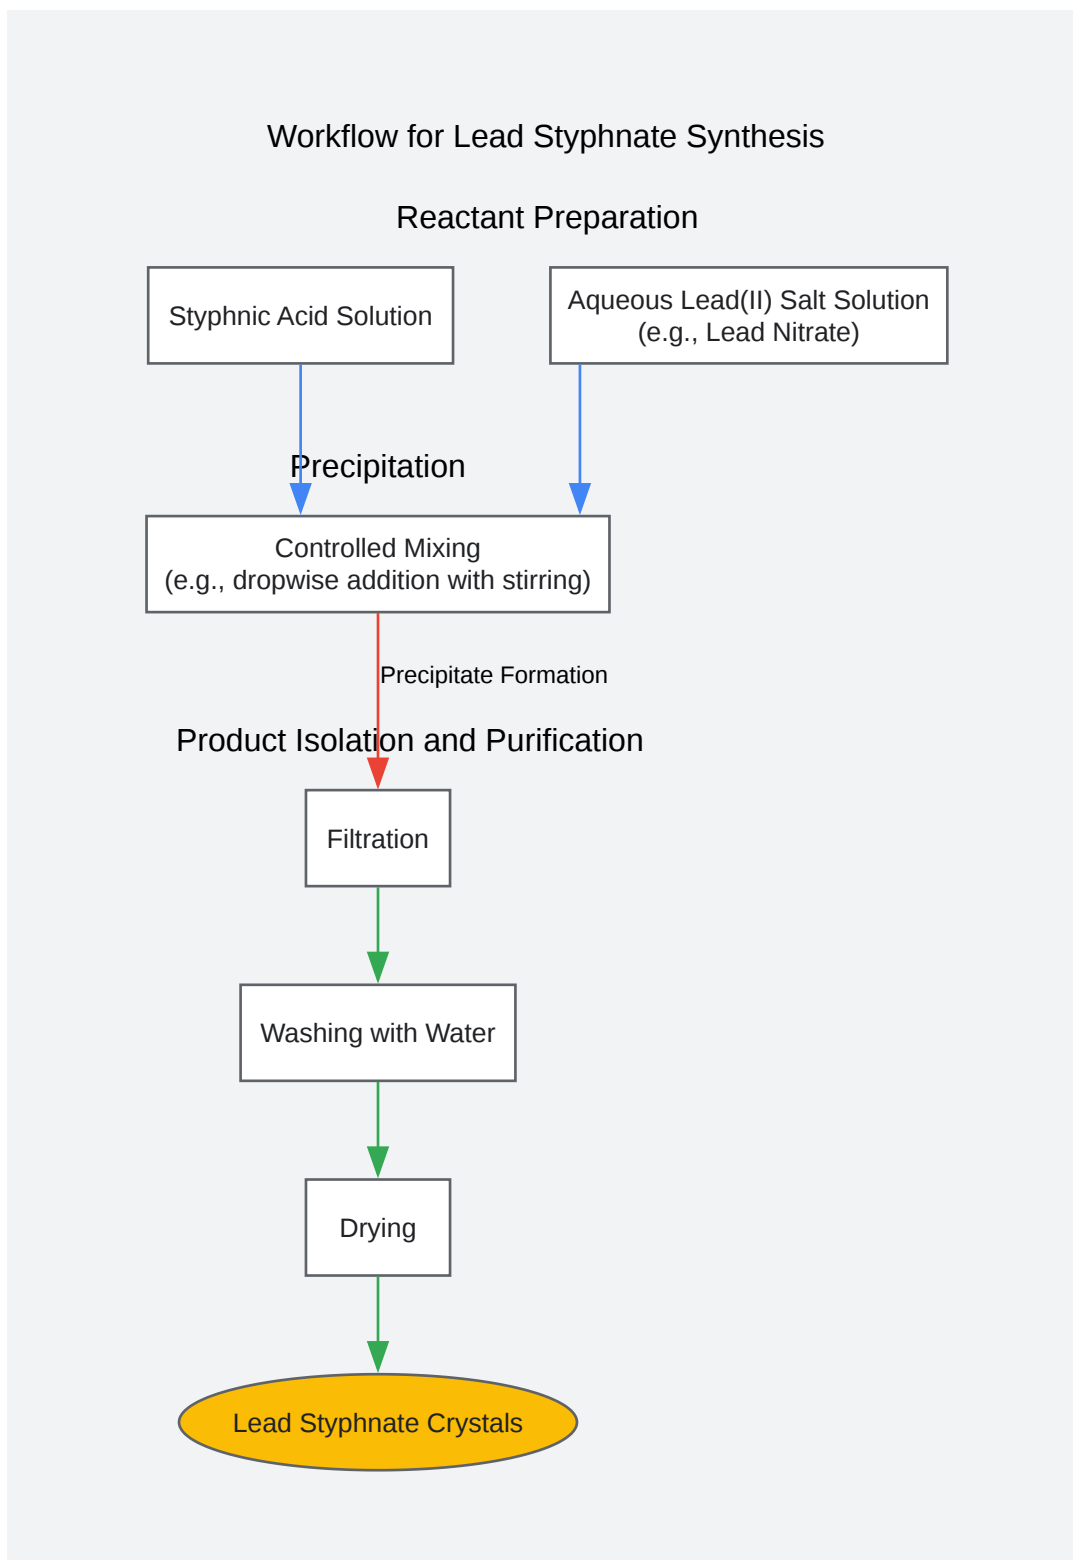 Workflow for Lead Styphnate Synthesis
Reactant Preparation
Styphnic Acid Solution
Aqueous Lead(II) Salt Solution
(e.g., Lead Nitrate)
Precipitation
Controlled Mixing
(e.g., dropwise addition with stirring)
Precipitate Formation
Product Isolation and Purification
Filtration
Washing with Water
Drying
Lead Styphnate Crystals